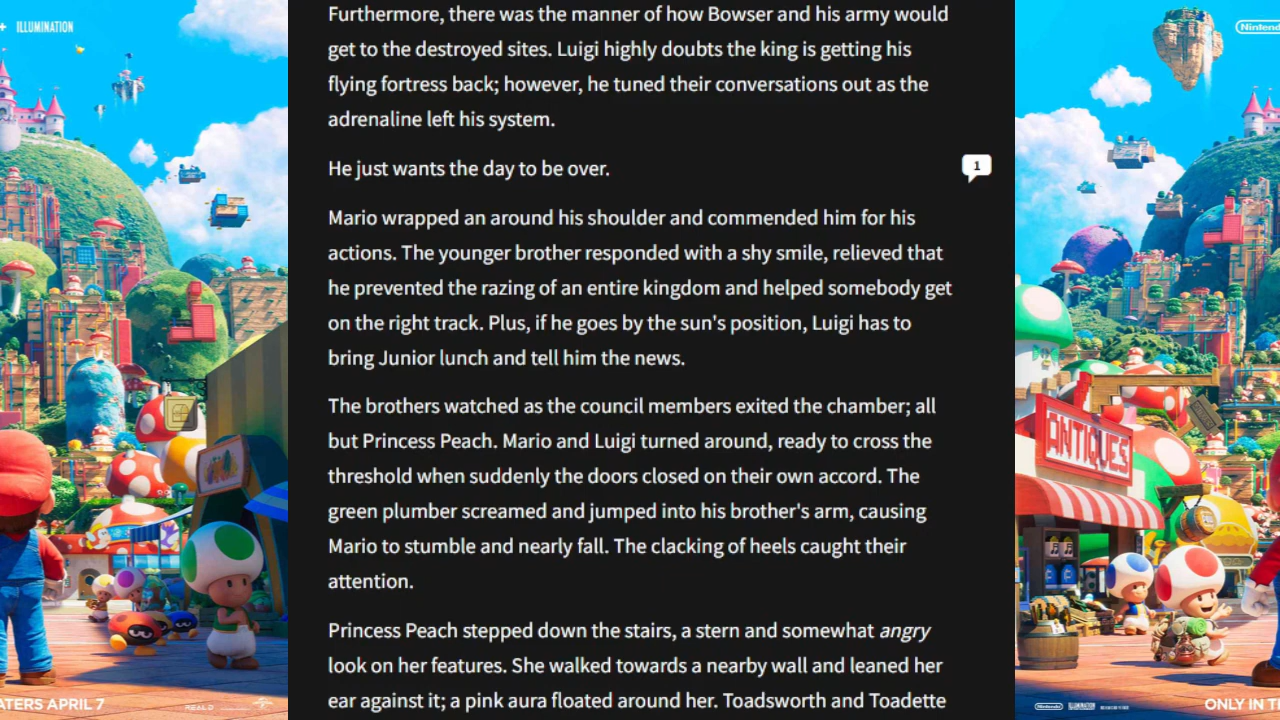 ILLUMINATION
Nintend
Furthermore, there was the manner of how Bowser and his army would
get to the destroyed sites. Luigi highly doubts the king is getting his
flying fortress back; however, he tuned their conversations out as the
adrenaline left his system.
He just wants the day to be over.
1
Mario wrapped an around his shoulder and commended him for his
actions. The younger brother responded with a shy smile, relieved that
he prevented the razing of an entire kingdom and helped somebody get
on the right track. Plus, if he goes by the sun's position, Luigi has to
bring Junior lunch and tell him the news.
The brothers watched as the council members exited the chamber; all
but Princess Peach. Mario and Luigi turned around, ready to cross the
threshold when suddenly the doors closed on their own accord. The
green plumber screamed and jumped into his brother's arm, causing
Mario to stumble and nearly fall. The clacking of heels caught their
attention.
Princess Peach stepped down the stairs, a stern and somewhat angry
look on her features. She walked towards a nearby wall and leaned her
ear against it; a pink aura floated around her. Toadsworth and Toadette
ANTIQUES
ATERS APRIL 7
REALD
Nintendo
ILLUMINATION
ONLY IN T